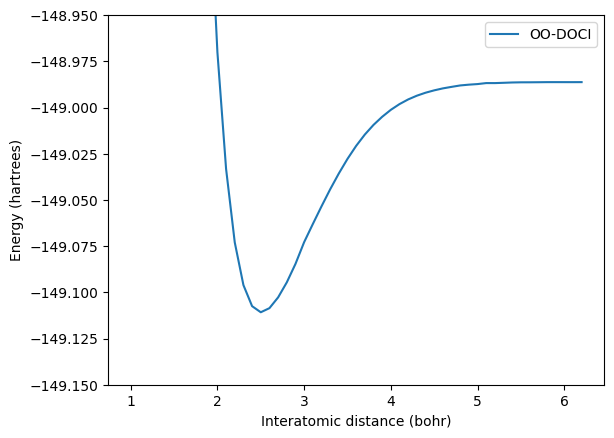 OO-DOCI
Energy (hartrees)
−148.950
−148.975
−149.000
−149.025
−149.050
−149.075
−149.100
−149.125
−149.150
1 2 3 4 5 6
Interatomic distance (bohr)